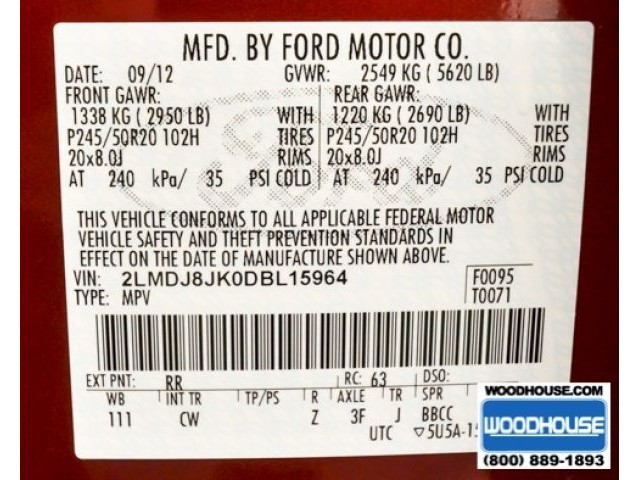 MFD. BY FORD MOTOR CO.
DATE: 09/12 GVWR: 2549 KG ( 5620 LB)
FRONT GAWR: REAR GAWR:
1338 KG ( 2950 LB) WITH 1220 KG ( 2690 LB) WITH
P245/50R20 102H TIRES P245/50R20 102H TIRES
20x8.0J RIMS 20x8.0J RIMS
AT 240 kPa/ 35 PSI COLD AT 240 kPa/ 35 PSI COLD
THIS VEHICLE CONFORMS TO ALL APPLICABLE FEDERAL MOTOR
VEHICLE SAFETY AND THEFT PREVENTION STANDARDS IN
EFFECT ON THE DATE OF MANUFACTURE SHOWN ABOVE.
VIN: 2LMDJ8JK0DBL15964 F0095
TYPE: MPV T0071
EXT PNT: RR RC: 63 DSO:
WB INT TR TP/PS R AXLE TR SPR
111 CW Z 3F J BBCC
UTC ▽5U5A-15
WOODHOUSE.COM
WOODHOUSE
(800) 889-1893